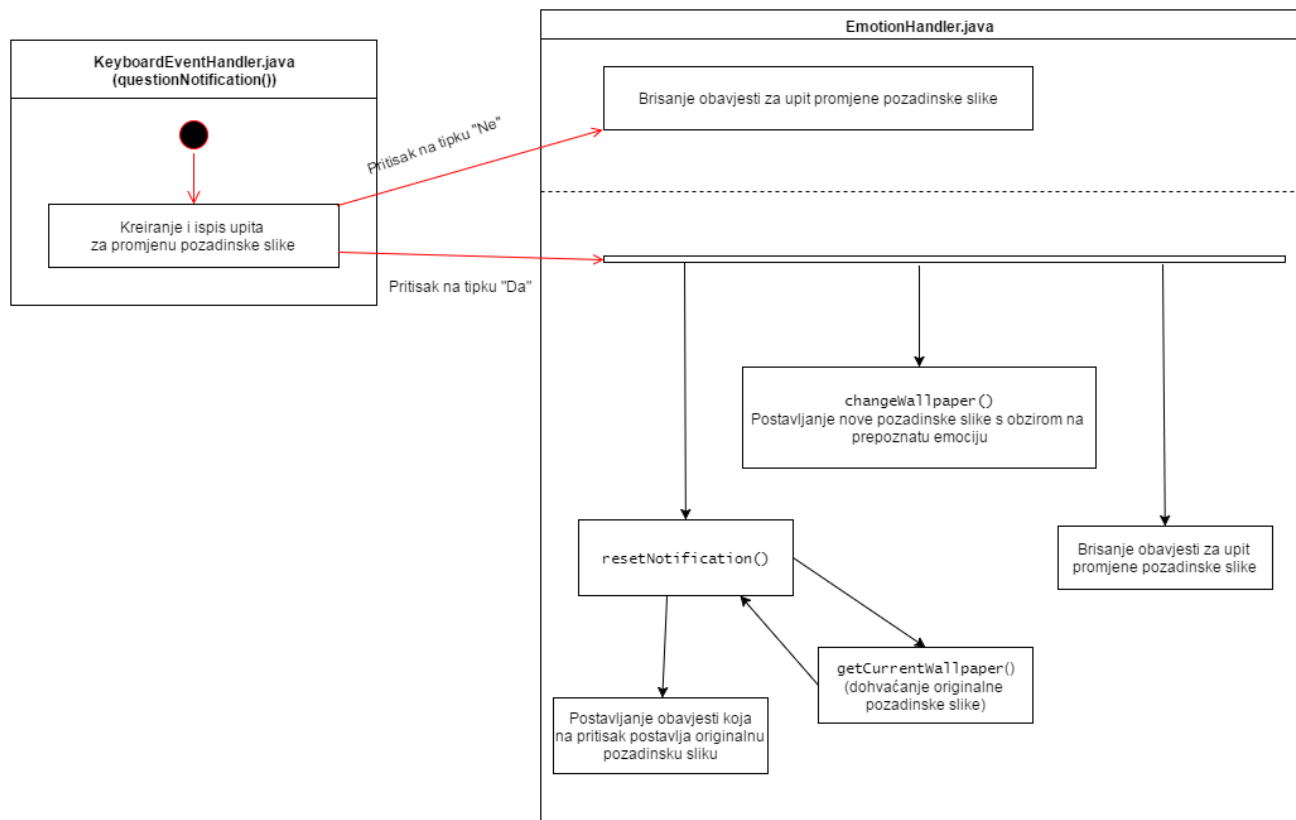 KeyboardEventHandler.java
(questionNotification())
Kreiranje i ispis upita
za promjenu pozadinske slike
Pritisak na tipku "Ne"
Pritisak na tipku "Da"
EmotionHandler.java
Brisanje obavjesti za upit promjene pozadinske slike
changeWallpaper()
Postavljanje nove pozadinske slike s obzirom na
prepoznatu emociju
resetNotification()
Brisanje obavjesti za upit
promjene pozadinske slike
getCurrentWallpaper()
(dohvaćanje originalne
pozadinske slike)
Postavljanje obavjesti koja
na pritisak postavlja originalnu
pozadinsku sliku